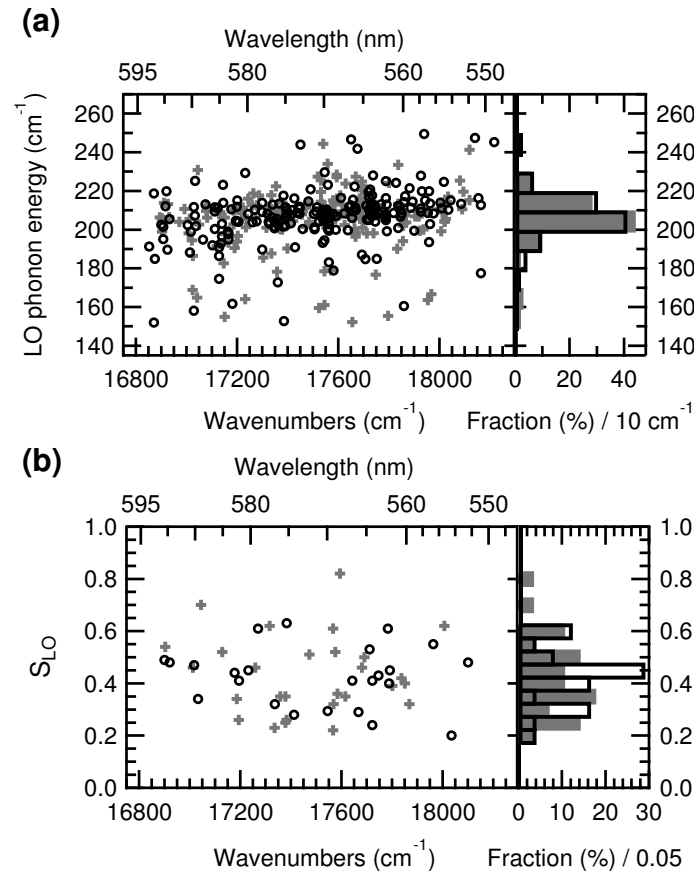 (a)
Wavelength (nm)
595 580 560 550
LO phonon energy (cm-1)
260 260
240 240
220 220
200 200
180 180
160 160
140 140
16800 17200 17600 18000 0 20 40
Wavenumbers (cm-1) Fraction (%) / 10 cm-1
(b)
Wavelength (nm)
595 580 560 550
SLO
1.0 1.0
0.8 0.8
0.6 0.6
0.4 0.4
0.2 0.2
0.0 0.0
16800 17200 17600 18000 0 10 20 30
Wavenumbers (cm-1) Fraction (%) / 0.05